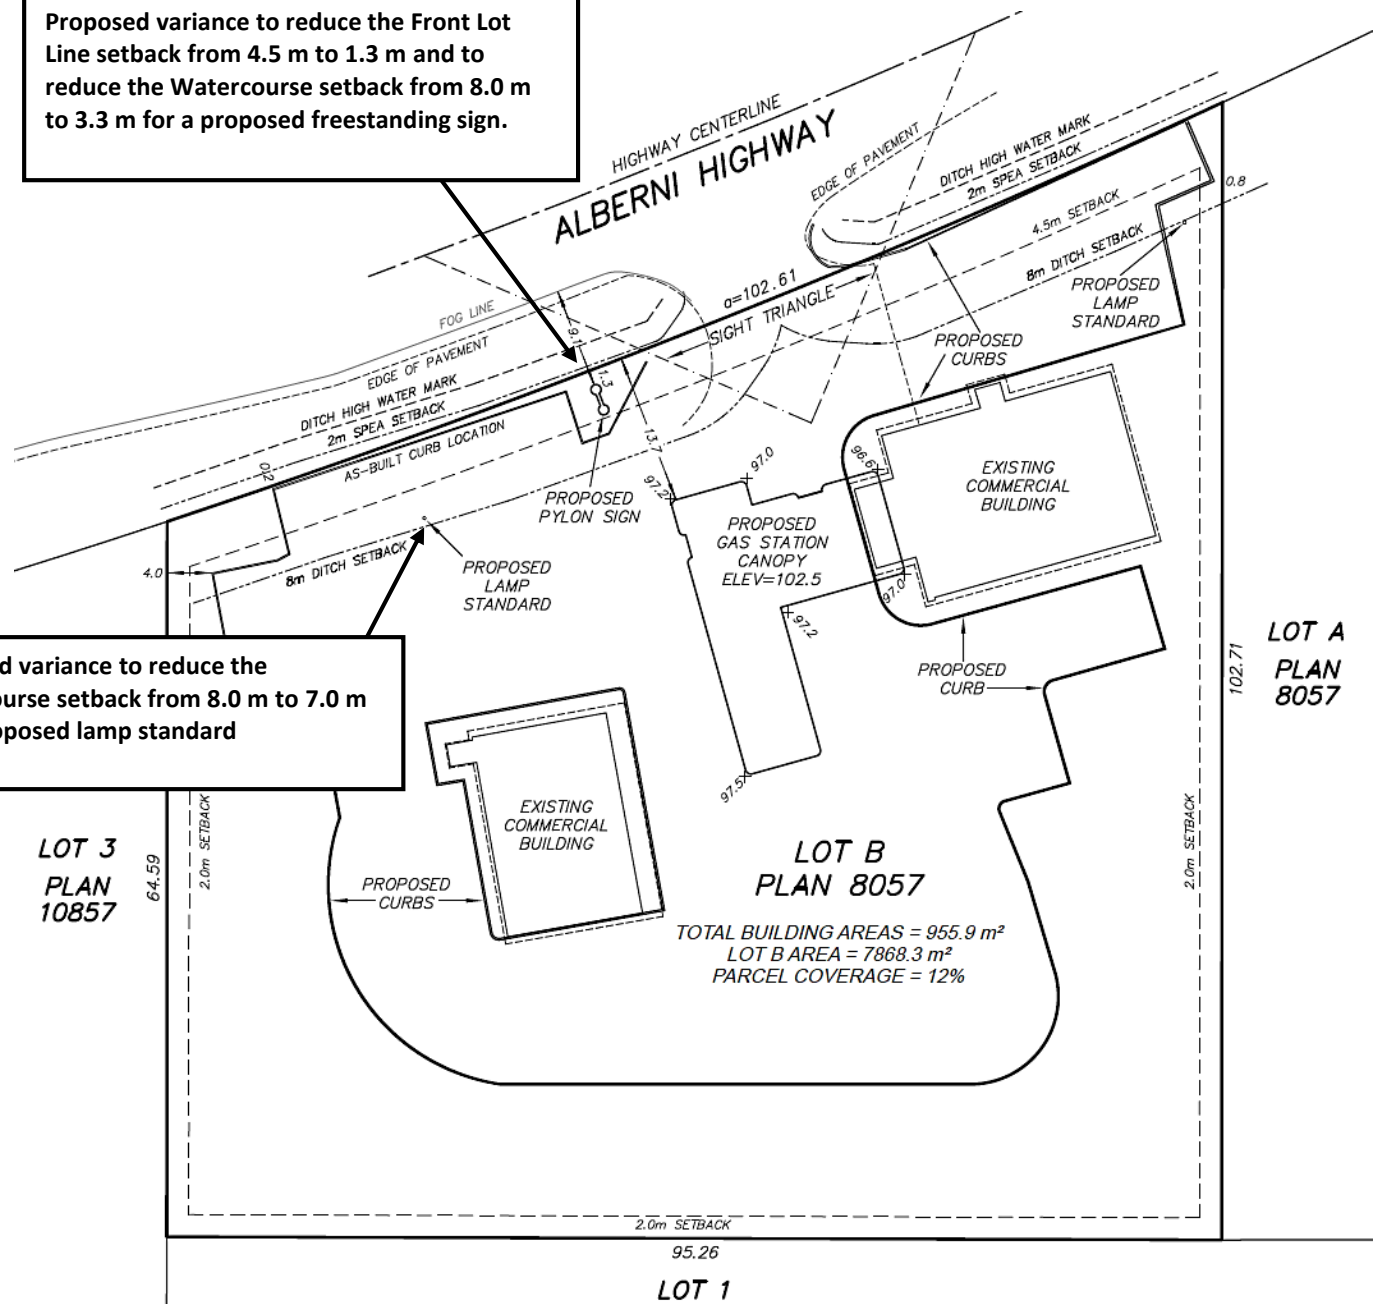 Proposed variance to reduce the Front Lot
Line setback from 4.5 m to 1.3 m and to
reduce the Watercourse setback from 8.0 m
to 3.3 m for a proposed freestanding sign.
HIGHWAY CENTERLINE
ALBERNI HIGHWAY
EDGE OF PAVEMENT
DITCH HIGH WATER MARK
2m SPEA SETBACK
0.8
4.5m SETBACK
8m DITCH SETBACK
PROPOSED
LAMP
STANDARD
a=102.61
SIGHT TRIANGLE
PROPOSED
CURBS
FOG LINE
EDGE OF PAVEMENT
DITCH HIGH WATER MARK
2m SPEA SETBACK
AS-BUILT CURB LOCATION
9.1
1.3
13.7
97.2
97.0
96.6
PROPOSED
PYLON SIGN
PROPOSED
GAS STATION
CANOPY
ELEV=102.5
EXISTING
COMMERCIAL
BUILDING
4.0
8m DITCH SETBACK
PROPOSED
LAMP
STANDARD
97.0
97.2
PROPOSED
CURB
LOT A
PLAN
8057
102.71
d variance to reduce the
ourse setback from 8.0 m to 7.0 m
oposed lamp standard
97.5
EXISTING
COMMERCIAL
BUILDING
2.0m SETBACK
LOT 3
PLAN
10857
64.59
PROPOSED
CURBS
LOT B
PLAN 8057
2.0m SETBACK
TOTAL BUILDING AREAS = 955.9 m²
LOT B AREA = 7868.3 m²
PARCEL COVERAGE = 12%
2.0m SETBACK
95.26
LOT 1